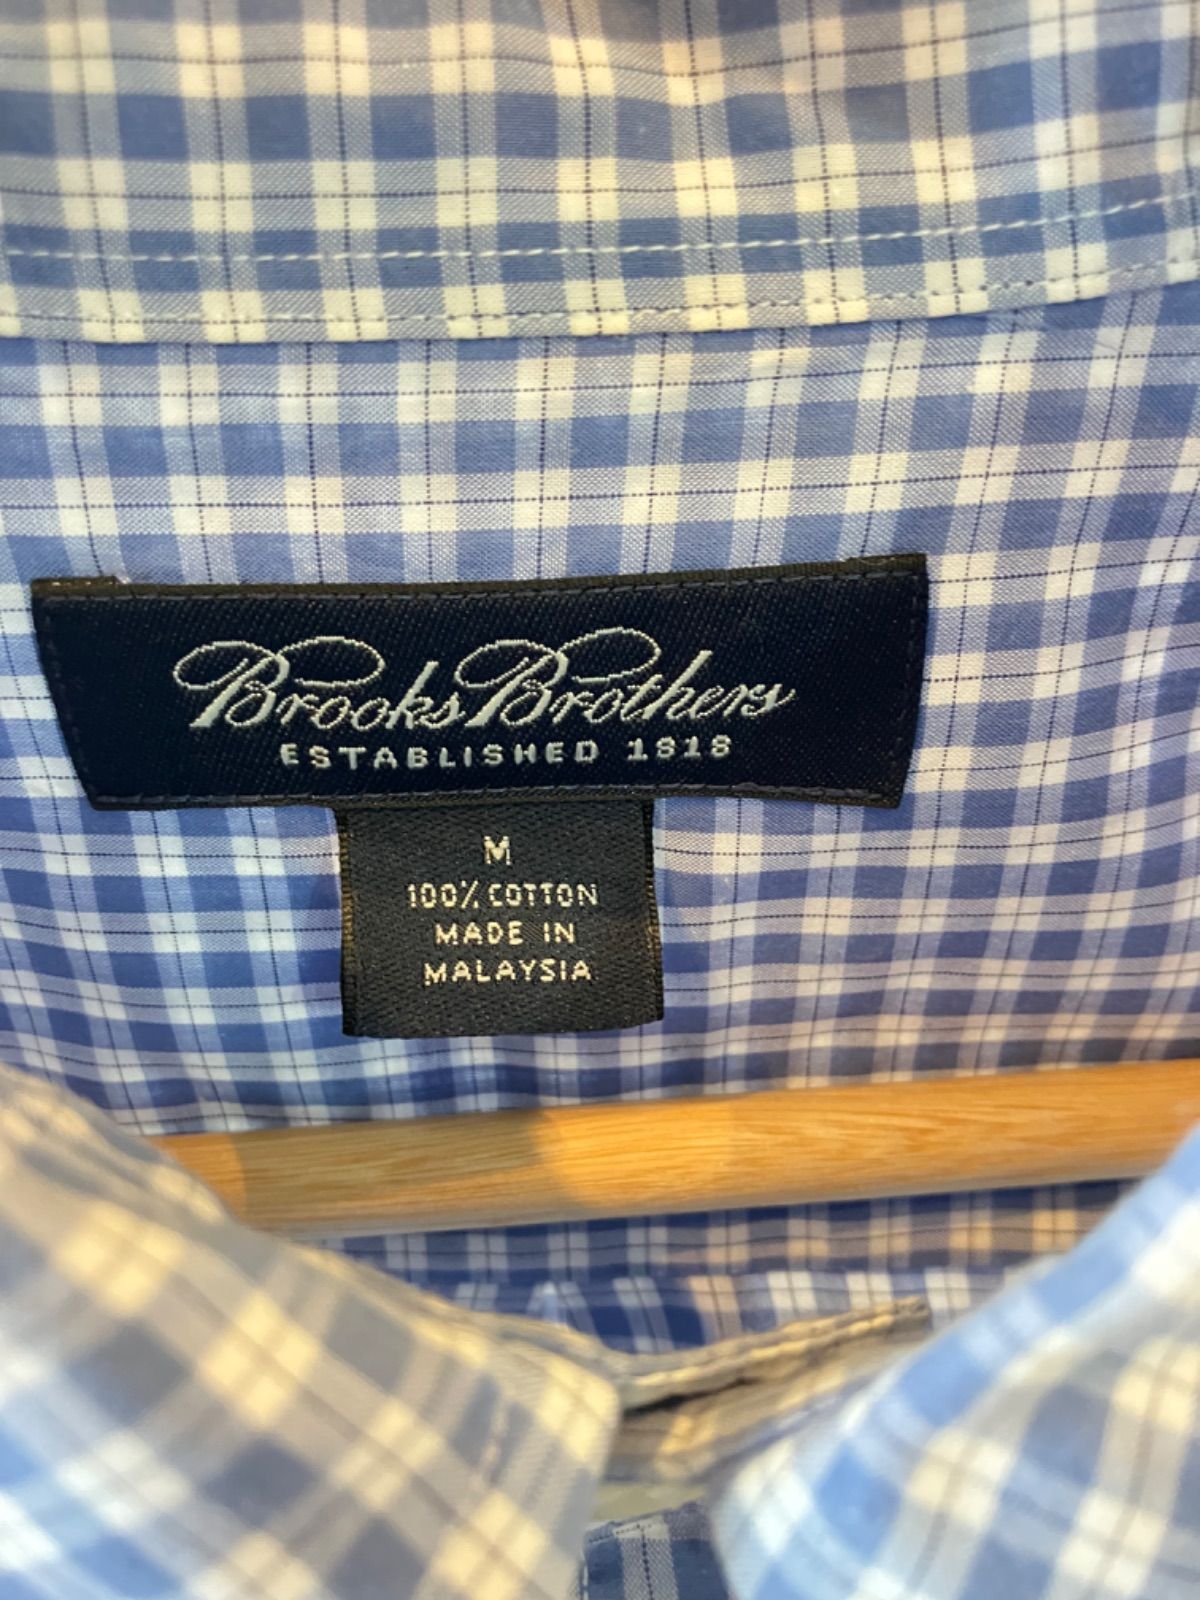 Brooks Brothers
ESTABLISHED 1818
M
100% COTTON
MADE IN
MALAYSIA